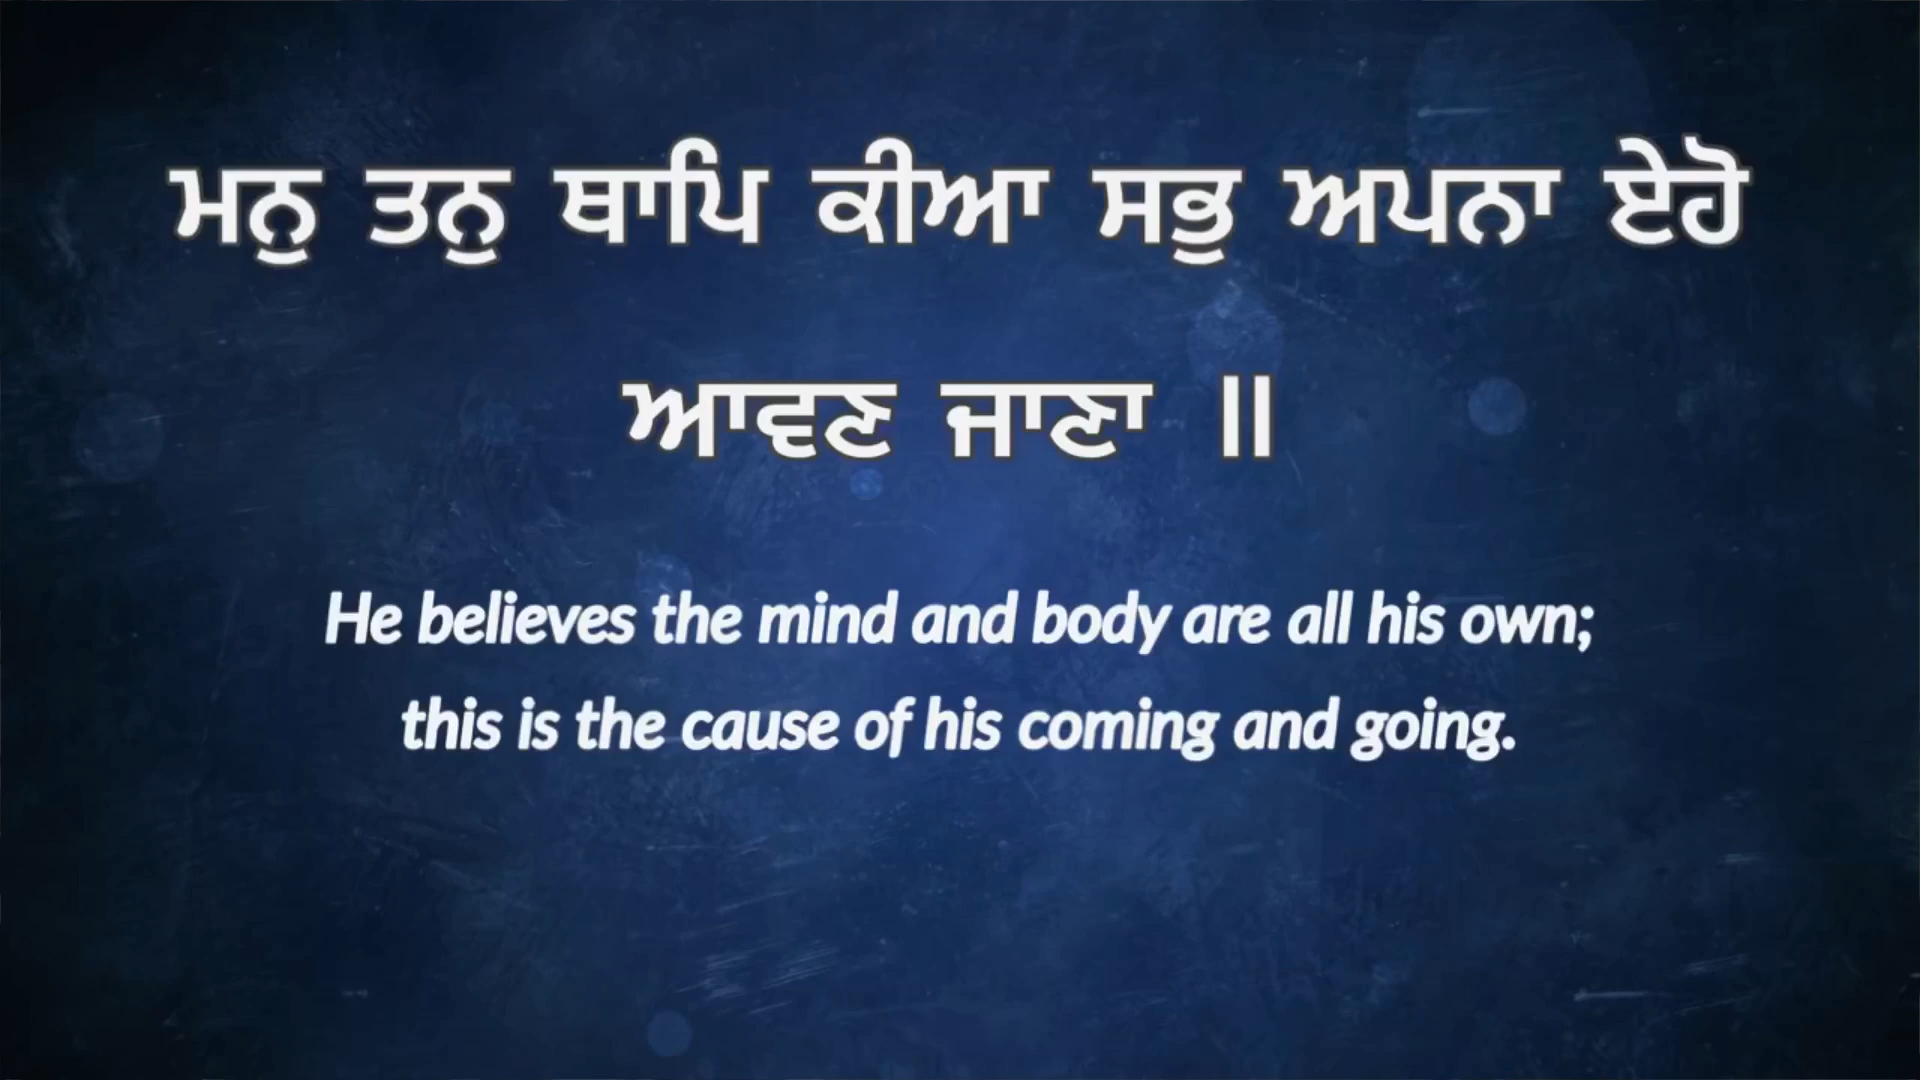 ਮਨੁ ਤਨੁ ਥਾਪਿ ਕੀਆ ਸਭੁ ਅਪਨਾ ਏਹੋ
ਆਵਣ ਜਾਣਾ ॥
He believes the mind and body are all his own;
this is the cause of his coming and going.